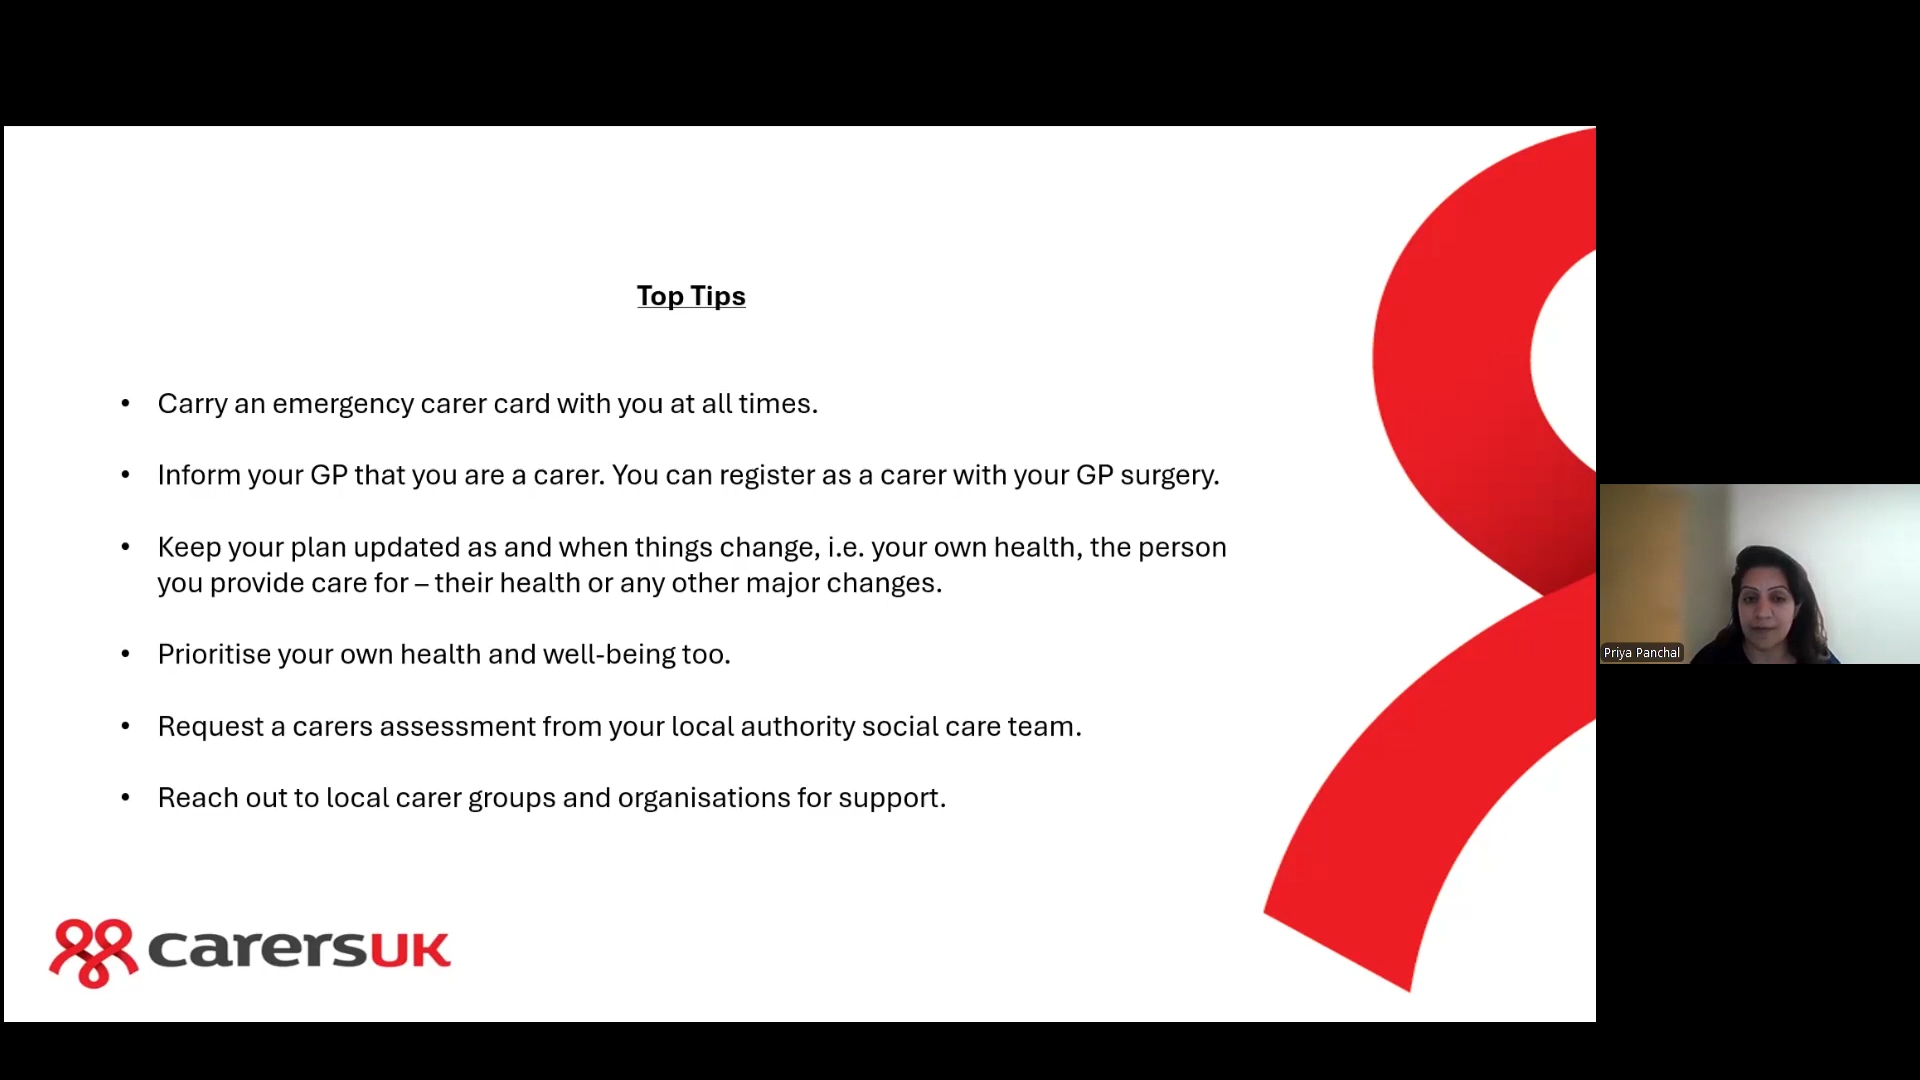 Top Tips
• Carry an emergency carer card with you at all times.
• Inform your GP that you are a carer. You can register as a carer with your GP surgery.
• Keep your plan updated as and when things change, i.e. your own health, the person
you provide care for – their health or any other major changes.
• Prioritise your own health and well-being too.
• Request a carers assessment from your local authority social care team.
• Reach out to local carer groups and organisations for support.
carersUK
Priya Panchal